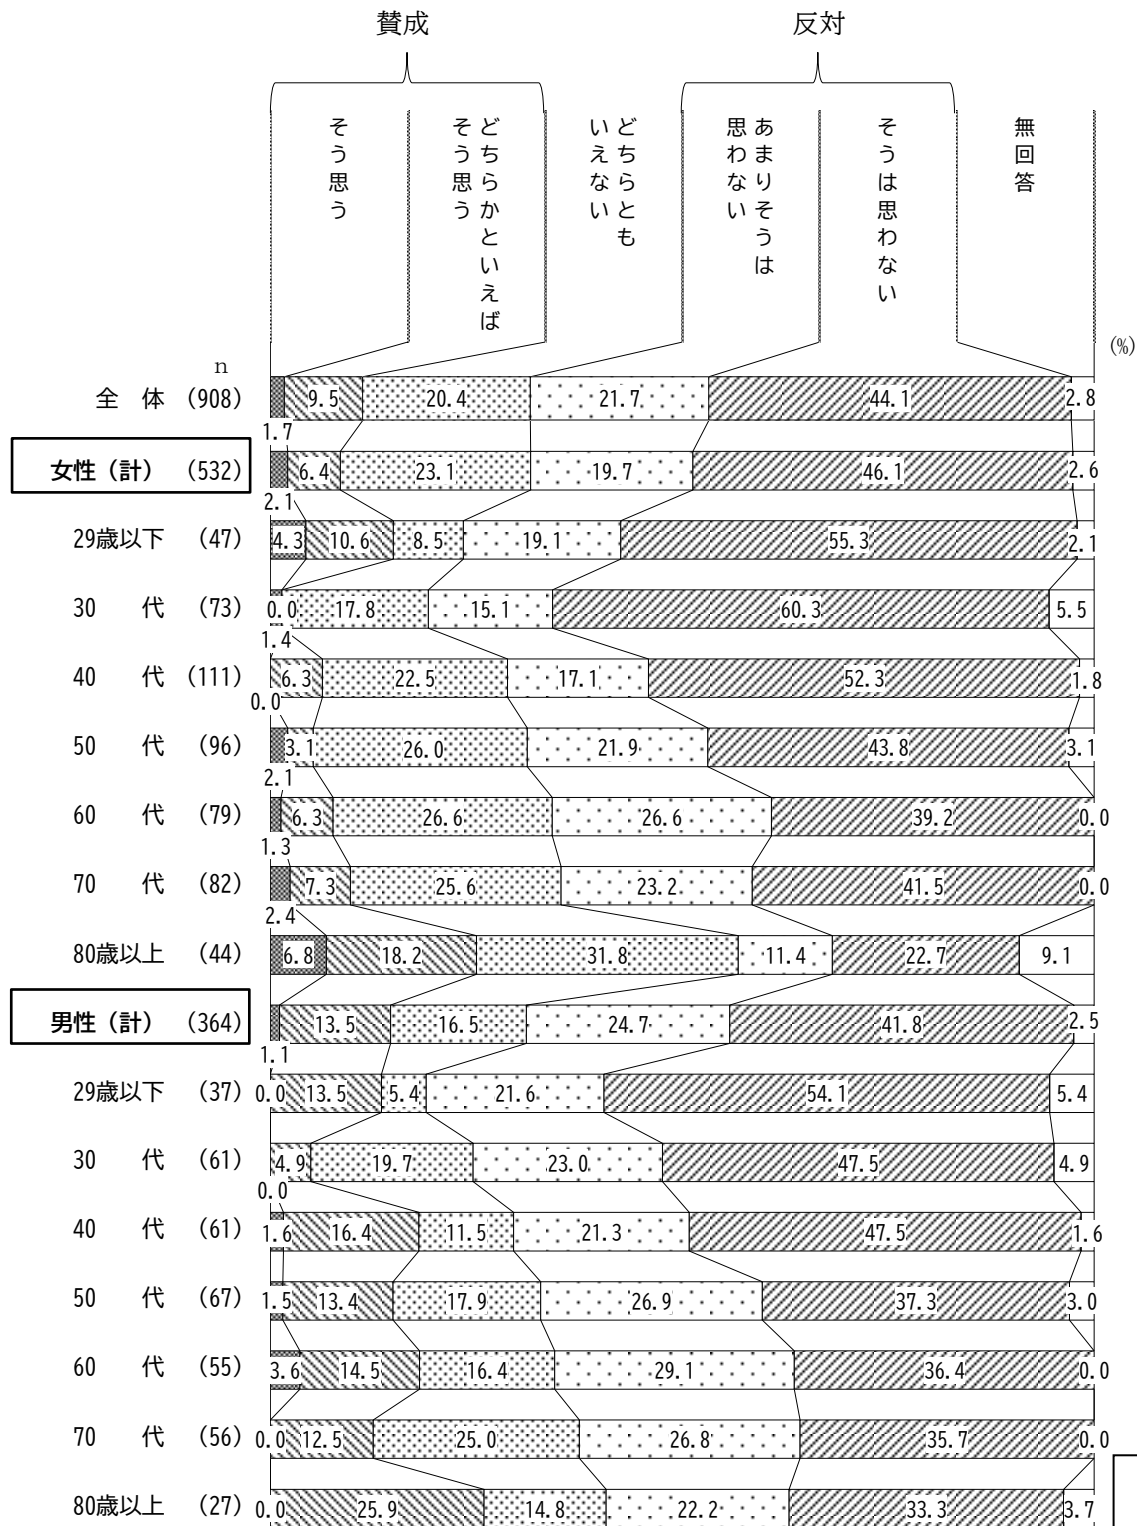 賛成 反対
そう思う
どちらかといえば
そう思う
どちらとも
いえない
あまりそうは
思わない
そうは思わない
無回答
(%)
n
全 体 (908) 1.7 9.5 20.4 21.7 44.1 2.8
女性（計） (532) 2.1 6.4 23.1 19.7 46.1 2.6
29歳以下 (47) 4.3 10.6 8.5 19.1 55.3 2.1
30 代 (73) 1.4 0.0 17.8 15.1 60.3 5.5
40 代 (111) 0.0 6.3 22.5 17.1 52.3 1.8
50 代 (96) 2.1 3.1 26.0 21.9 43.8 3.1
60 代 (79) 1.3 6.3 26.6 26.6 39.2 0.0
70 代 (82) 2.4 7.3 25.6 23.2 41.5 0.0
80歳以上 (44) 6.8 18.2 31.8 11.4 22.7 9.1
男性（計） (364) 1.1 13.5 16.5 24.7 41.8 2.5
29歳以下 (37) 0.0 13.5 5.4 21.6 54.1 5.4
30 代 (61) 0.0 4.9 19.7 23.0 47.5 4.9
40 代 (61) 1.6 16.4 11.5 21.3 47.5 1.6
50 代 (67) 1.5 13.4 17.9 26.9 37.3 3.0
60 代 (55) 3.6 14.5 16.4 29.1 36.4 0.0
70 代 (56) 0.0 12.5 25.0 26.8 35.7 0.0
80歳以上 (27) 0.0 25.9 14.8 22.2 33.3 3.7